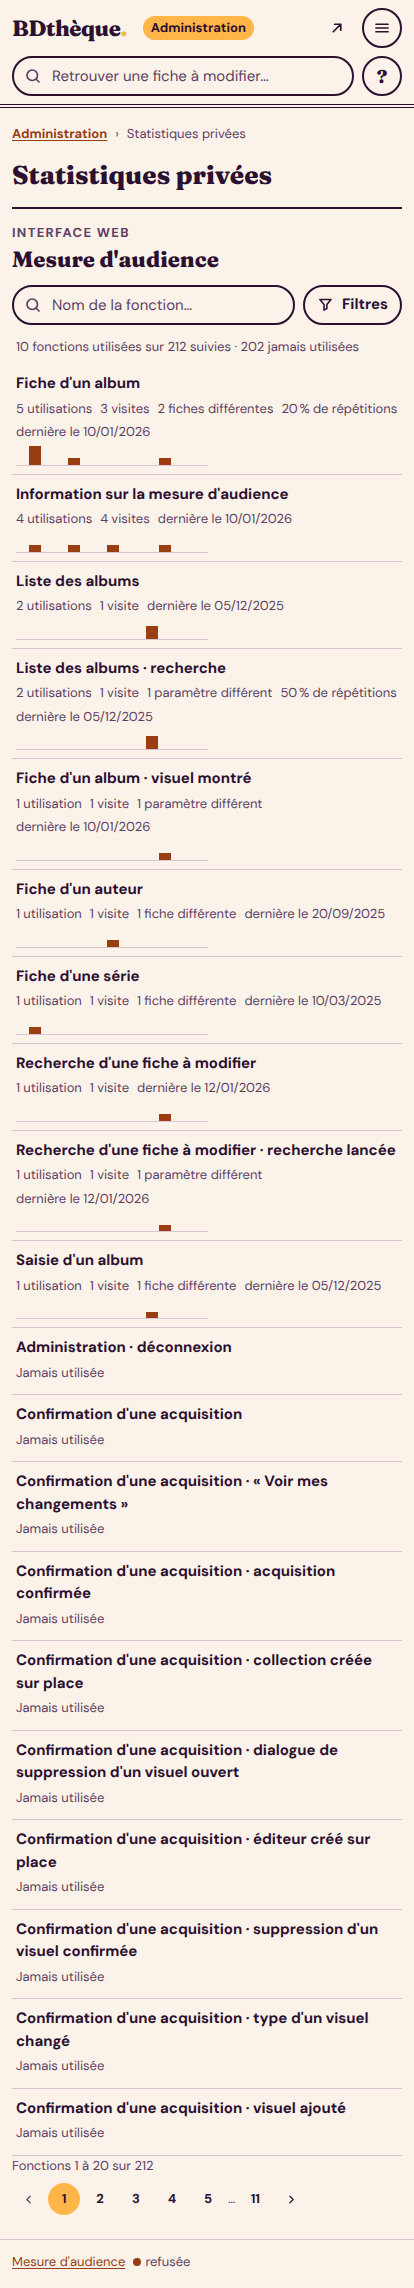 BDthèque.
Administration
Retrouver une fiche à modifier...
?
Administration › Statistiques privées
Statistiques privées
INTERFACE WEB
Mesure d'audience
Nom de la fonction...
Filtres
10 fonctions utilisées sur 212 suivies · 202 jamais utilisées
Fiche d'un album
5 utilisations 3 visites 2 fiches différentes 20 % de répétitions
dernière le 10/01/2026
Information sur la mesure d'audience
4 utilisations 4 visites dernière le 10/01/2026
Liste des albums
2 utilisations 1 visite dernière le 05/12/2025
Liste des albums · recherche
2 utilisations 1 visite 1 paramètre différent 50 % de répétitions
dernière le 05/12/2025
Fiche d'un album · visuel montré
1 utilisation 1 visite 1 paramètre différent
dernière le 10/01/2026
Fiche d'un auteur
1 utilisation 1 visite 1 fiche différente dernière le 20/09/2025
Fiche d'une série
1 utilisation 1 visite 1 fiche différente dernière le 10/03/2025
Recherche d'une fiche à modifier
1 utilisation 1 visite dernière le 12/01/2026
Recherche d'une fiche à modifier · recherche lancée
1 utilisation 1 visite 1 paramètre différent
dernière le 12/01/2026
Saisie d'un album
1 utilisation 1 visite 1 fiche différente dernière le 05/12/2025
Administration · déconnexion
Jamais utilisée
Confirmation d'une acquisition
Jamais utilisée
Confirmation d'une acquisition · « Voir mes
changements »
Jamais utilisée
Confirmation d'une acquisition · acquisition
confirmée
Jamais utilisée
Confirmation d'une acquisition · collection créée
sur place
Jamais utilisée
Confirmation d'une acquisition · dialogue de
suppression d'un visuel ouvert
Jamais utilisée
Confirmation d'une acquisition · éditeur créé sur
place
Jamais utilisée
Confirmation d'une acquisition · suppression d'un
visuel confirmée
Jamais utilisée
Confirmation d'une acquisition · type d'un visuel
changé
Jamais utilisée
Confirmation d'une acquisition · visuel ajouté
Jamais utilisée
Fonctions 1 à 20 sur 212
‹ 1 2 3 4 5 … 11 ›
Mesure d'audience refusée